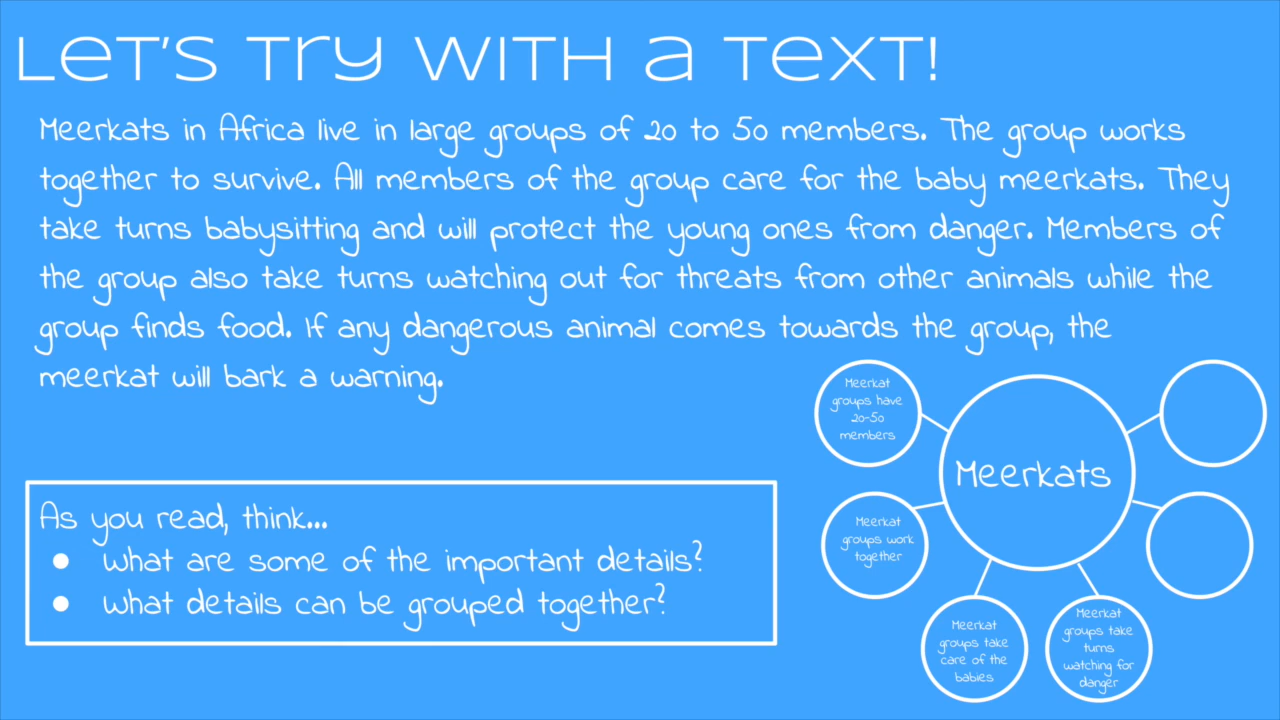 Let's Try with a Text!
Meerkats in Africa live in large groups of 20 to 50 members. The group works
together to survive. All members of the group care for the baby meerkats. They
take turns babysitting and will protect the young ones from danger. Members of
the group also take turns watching out for threats from other animals while the
group finds food. If any dangerous animal comes towards the group, the
meerkat will bark a warning.
As you read, think...
● what are some of the important details?
● what details can be grouped together?
Meerkats
Meerkat
groups have
20-50
members
Meerkat
groups work
together
Meerkat
groups take
care of the
babies
Meerkat
groups take
turns
watching for
danger